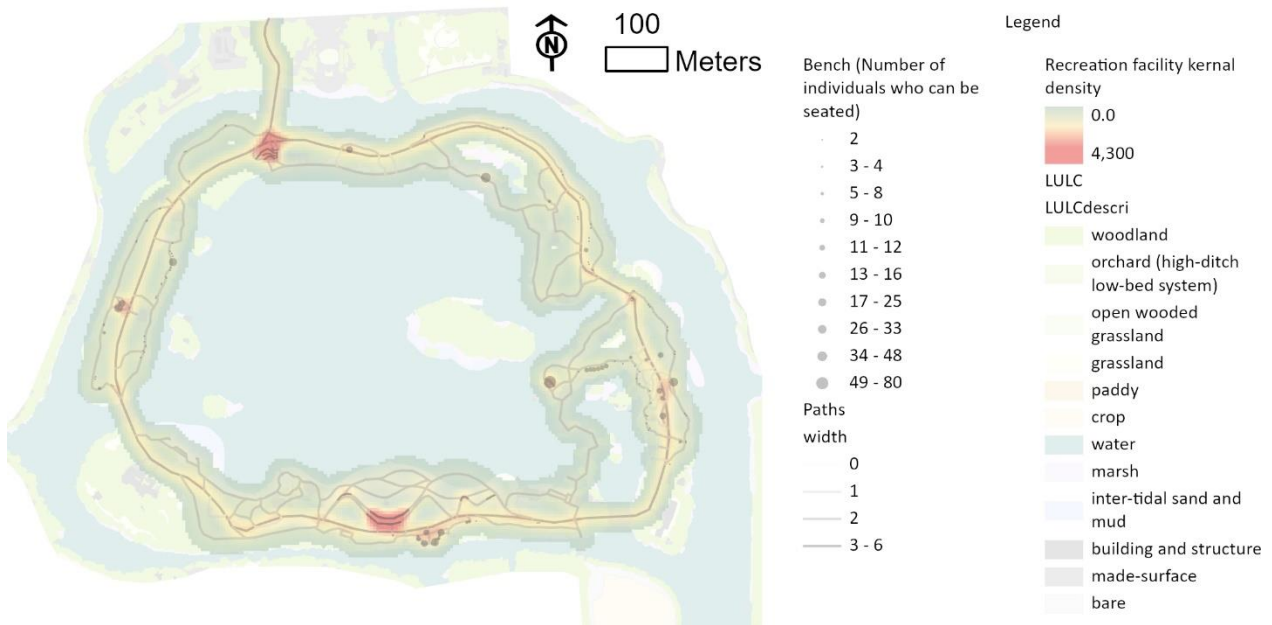 N
100
Meters
Legend
Bench (Number of
individuals who can be
seated)
2
3 - 4
5 - 8
9 - 10
11 - 12
13 - 16
17 - 25
26 - 33
34 - 48
49 - 80
Paths
width
0
1
2
3 - 6
Recreation facility kernal
density
0.0
4,300
LULC
LULCdescri
woodland
orchard (high-ditch
low-bed system)
open wooded
grassland
grassland
paddy
crop
water
marsh
inter-tidal sand and
mud
building and structure
made-surface
bare